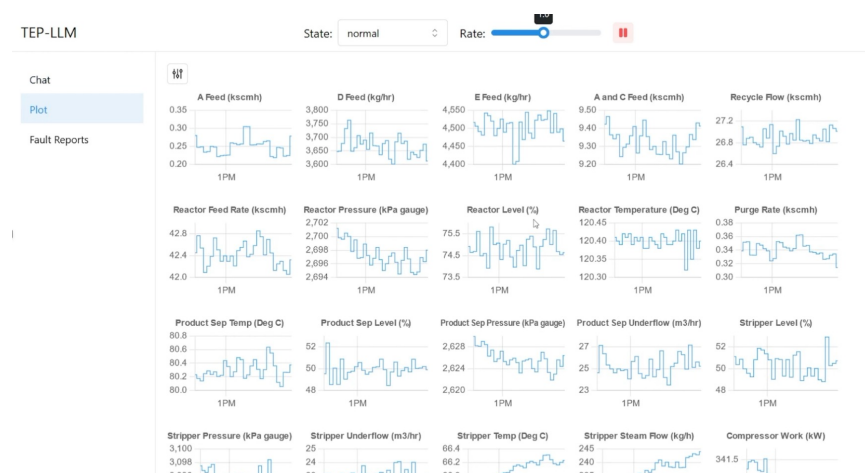 TEP-LLM
State: normal
Rate:
1.0
Chat
Plot
Fault Reports
A Feed (kscmh) D Feed (kg/hr) E Feed (kg/hr) A and C Feed (kscmh) Recycle Flow (kscmh)
0.35 3,800 4,550 9.50
0.30 3,750 4,500 9.40 27.2
0.25 3,700 4,450 9.30 26.8
0.20 3,650 4,400 9.20 26.4
3,600
1PM 1PM 1PM 1PM 1PM
Reactor Feed Rate (kscmh) Reactor Pressure (kPa gauge) Reactor Level (%) Reactor Temperature (Deg C) Purge Rate (kscmh)
42.8 2,702 75.5 120.45 0.38
42.4 2,700 74.5 120.40 0.36
42.0 2,698 73.5 120.35 0.34
2,696 120.30 0.32
2,694 0.30
1PM 1PM 1PM 1PM 1PM
Product Sep Temp (Deg C) Product Sep Level (%) Product Sep Pressure (kPa gauge) Product Sep Underflow (m3/hr) Stripper Level (%)
80.8 52 2,628 27 52
80.6 50 2,624 25 50
80.4 48 2,620 23 48
80.2
80.0
1PM 1PM 1PM 1PM 1PM
Stripper Pressure (kPa gauge) Stripper Underflow (m3/hr) Stripper Temp (Deg C) Stripper Steam Flow (kg/h) Compressor Work (kW)
3,100 25 66.4 245 341.5
3,098 24 66.2 240